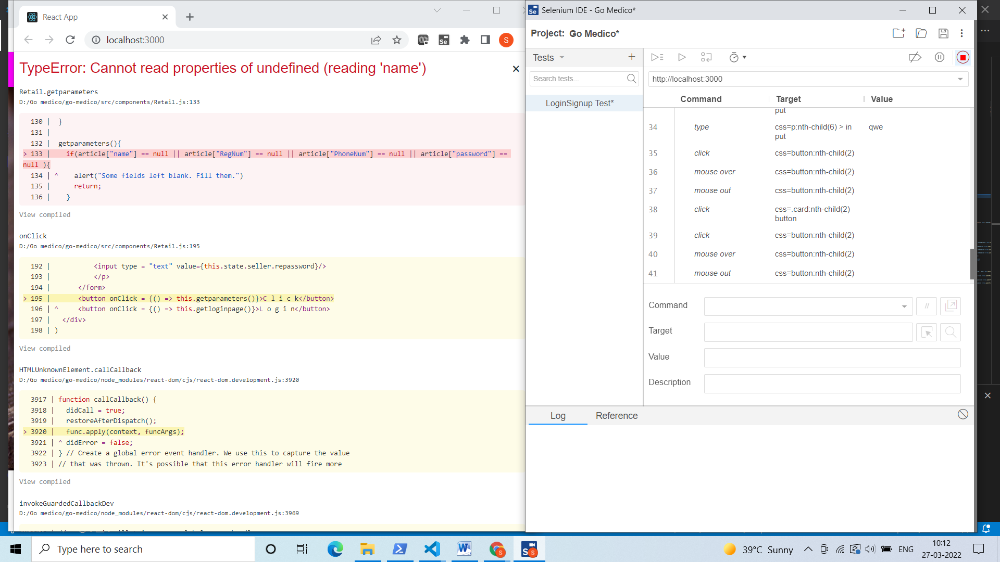 React App
localhost:3000
S
TypeError: Cannot read properties of undefined (reading 'name')
Retail.getparameters
D:/Go medico/go-medico/src/components/Retail.js:133
130 | }
131 |
132 | getparameters(){
> 133 | if(article["name"] == null || article["RegNum"] == null || article["PhoneNum"] == null || article["password"] ==
null ){
134 | ^ alert("Some fields left blank. Fill them.")
135 | return;
136 | }
View compiled
onClick
D:/Go medico/go-medico/src/components/Retail.js:195
192 | <input type = "text" value={this.state.seller.repassword}/>
193 | </p>
194 | </form>
> 195 | <button onClick = {() => this.getparameters()}>C l i c k</button>
196 | ^ <button onClick = {() => this.getloginpage()}>L o g i n</button>
197 | </div>
198 | )
View compiled
HTMLUnknownElement.callCallback
D:/Go medico/go-medico/node_modules/react-dom/cjs/react-dom.development.js:3920
3917 | function callCallback() {
3918 | didCall = true;
3919 | restoreAfterDispatch();
> 3920 | func.apply(context, funcArgs);
3921 | ^ didError = false;
3922 | } // Create a global error event handler. We use this to capture the value
3923 | // that was thrown. It's possible that this error handler will fire more
View compiled
invokeGuardedCallbackDev
D:/Go medico/go-medico/node_modules/react-dom/cjs/react-dom.development.js:3969
Se Selenium IDE - Go Medico*
Project: Go Medico*
Tests
Search tests...
LoginSignup Test*
http://localhost:3000
Command Target Value
put
34 type css=p:nth-child(6) > in qwe
put
35 click css=button:nth-child(2)
36 mouse over css=button:nth-child(2)
37 mouse out css=button:nth-child(2)
38 click css=.card:nth-child(2)
button
39 click css=button:nth-child(2)
40 mouse over css=button:nth-child(2)
41 mouse out css=button:nth-child(2)
Command
//
Target
Value
Description
Log Reference
Type here to search
39°C Sunny
ENG
10:12
27-03-2022